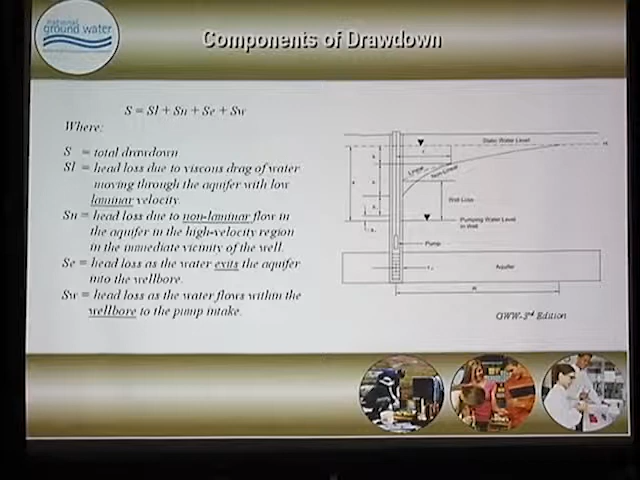 national
ground water
Components of Drawdown
S = Sl + Sn + Se + Sw
Where:
S = total drawdown
Sl = head loss due to viscous drag of water
moving through the aquifer with low
laminar velocity.
Sn = head loss due to non-laminar flow in
the aquifer in the high-velocity region
in the immediate vicinity of the well.
Se = head loss as the water exits the aquifer
into the wellbore.
Sw = head loss as the water flows within the
wellbore to the pump intake.
Static Water Level
H
Linear
Non-Linear
Well Loss
Pumping Water Level
in Well
Pump
Aquifer
R
GWW-3rd Edition